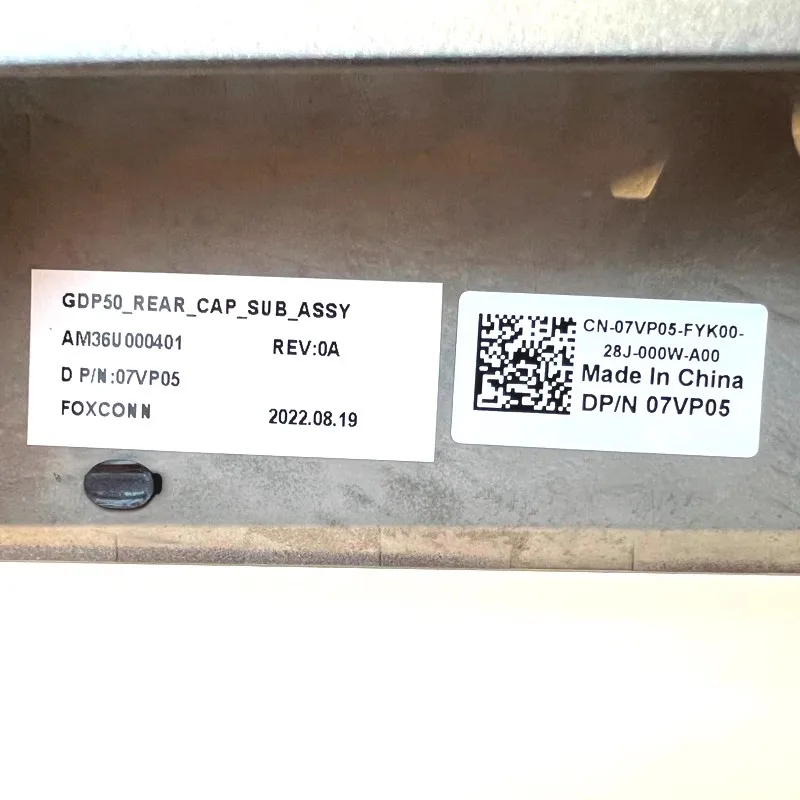 GDP50_REAR_CAP_SUB_ASSY
AM36U000401
REV:0A
D P/N:07VP05
FOXCONN
2022.08.19
CN-07VP05-FYK00-
28J-000W-A00
Made In China
DP/N 07VP05